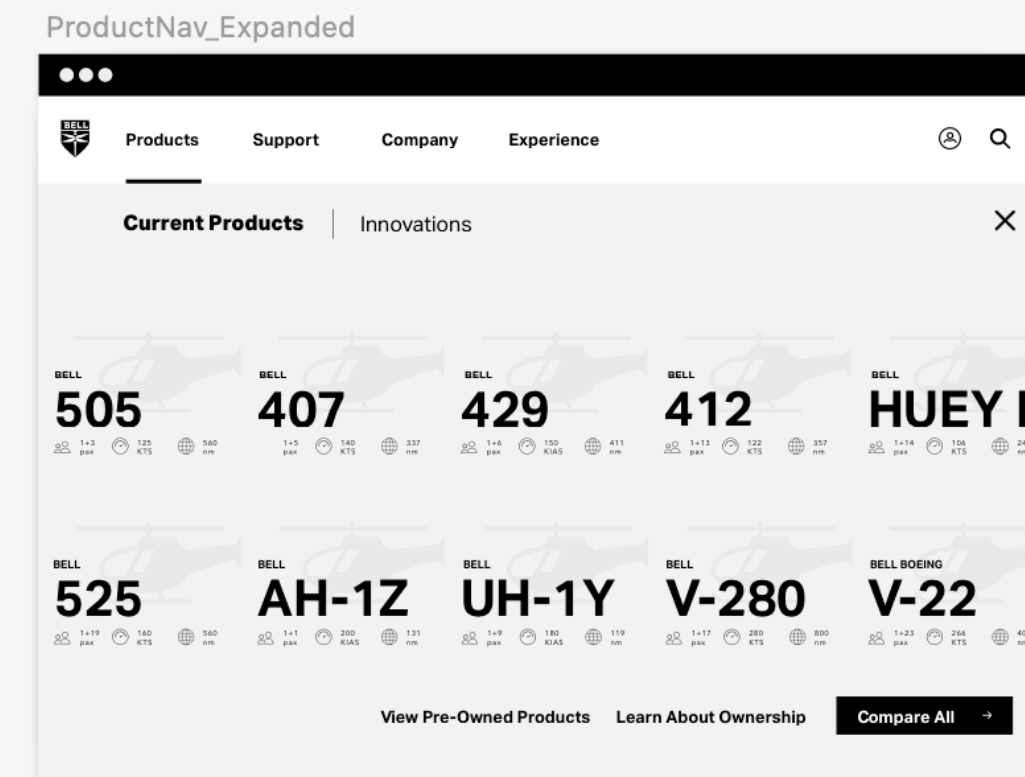 ProductNav_Expanded
BELL
Products Support Company Experience
Current Products Innovations
BELL BELL BELL BELL BELL
505 407 429 412 HUEY
1+3 pax 125 KTS 560 nm 1+5 pax 140 KTS 337 nm 1+6 pax 150 KIAS 411 nm 1+13 pax 122 KTS 357 nm 1+14 pax 106 KTS
BELL BELL BELL BELL BELL BOEING
525 AH-1Z UH-1Y V-280 V-22
1+19 pax 160 KTS 560 nm 1+1 pax 200 KIAS 131 nm 1+9 pax 180 KIAS 119 nm 1+17 pax 280 KTS 800 nm 1+23 pax 266 KTS
View Pre-Owned Products Learn About Ownership Compare All →